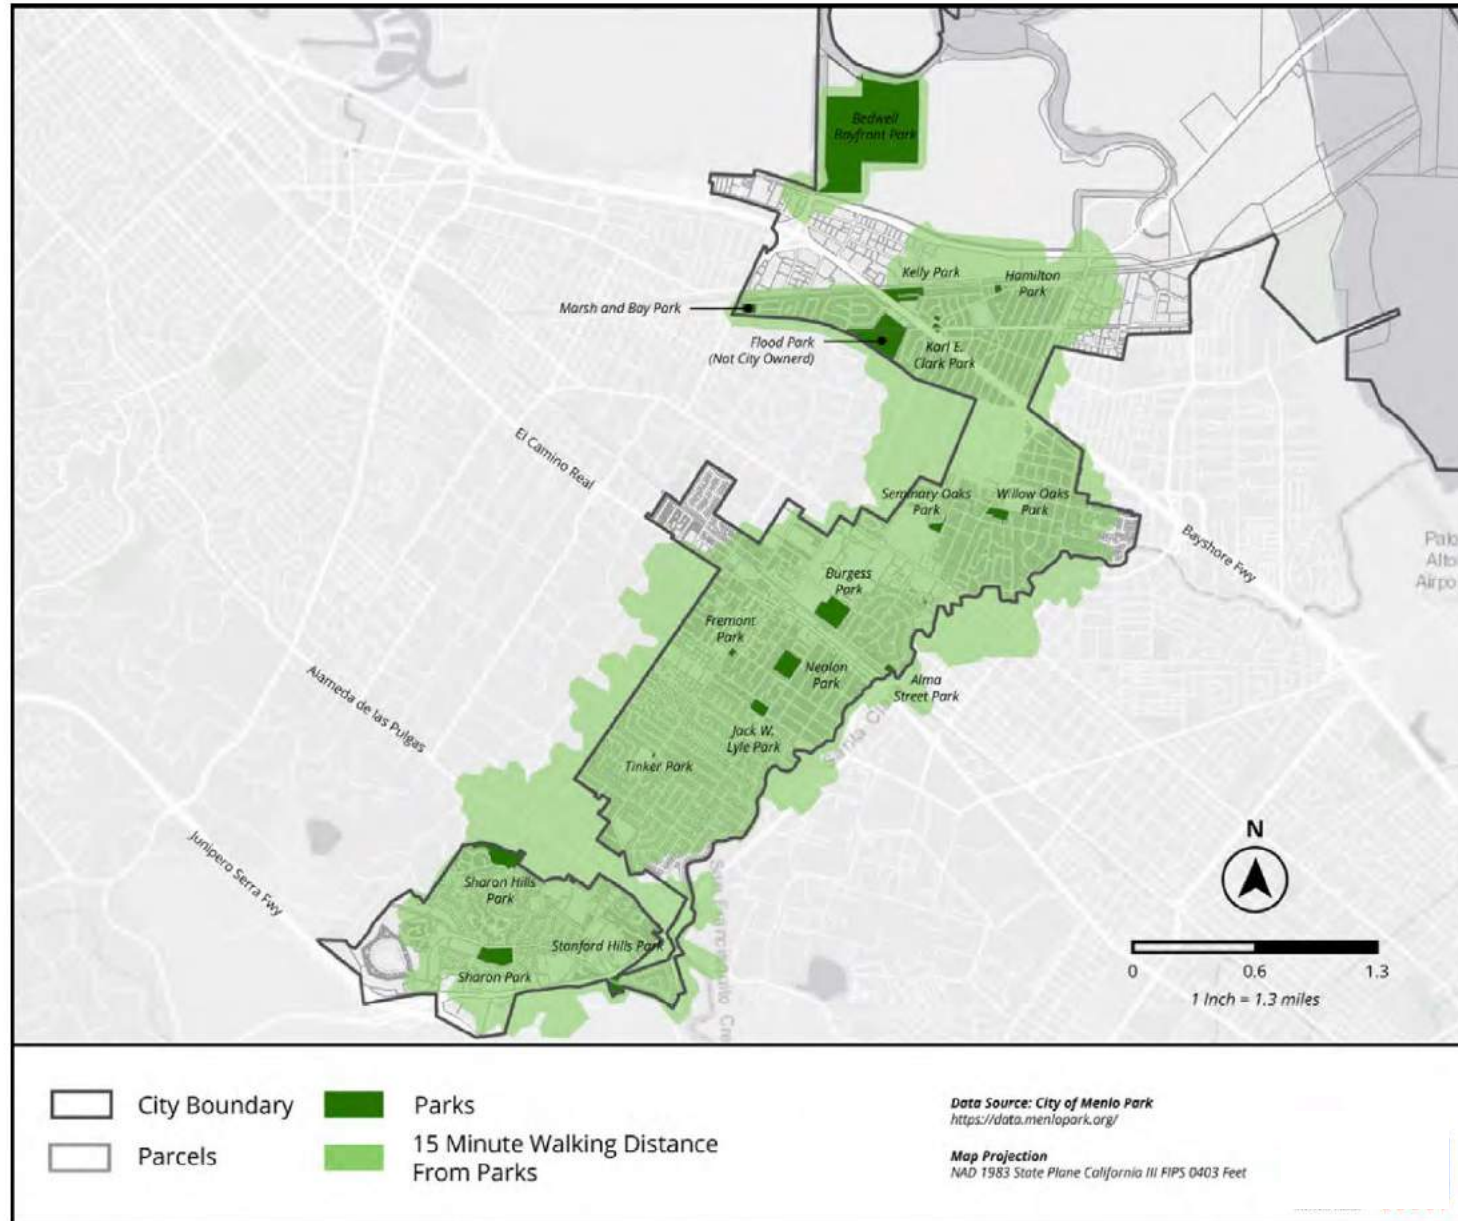 Bedwell
Bayfront Park
Kelly Park
Hamilton
Park
Marsh and Bay Park
Flood Park
(Not City Ownerd)
Karl E.
Clark Park
El Camino Real
Seminary Oaks
Park
Willow Oaks
Park
Bayshore Fwy
Palo
Alto
Airpo
Burgess
Park
Fremont
Park
Nealon
Park
Alma
Street Park
Alameda de las Pulgas
Jack W.
Lyle Park
Tinker Park
Junipero Serra Fwy
Sharon Hills
Park
Stanford Hills Park
Sharon Park
N
0 0.6 1.3
1 Inch = 1.3 miles
City Boundary
Parks
Parcels
15 Minute Walking Distance
From Parks
Data Source: City of Menlo Park
https://data.menlopark.org/
Map Projection
NAD 1983 State Plane California III FIPS 0403 Feet